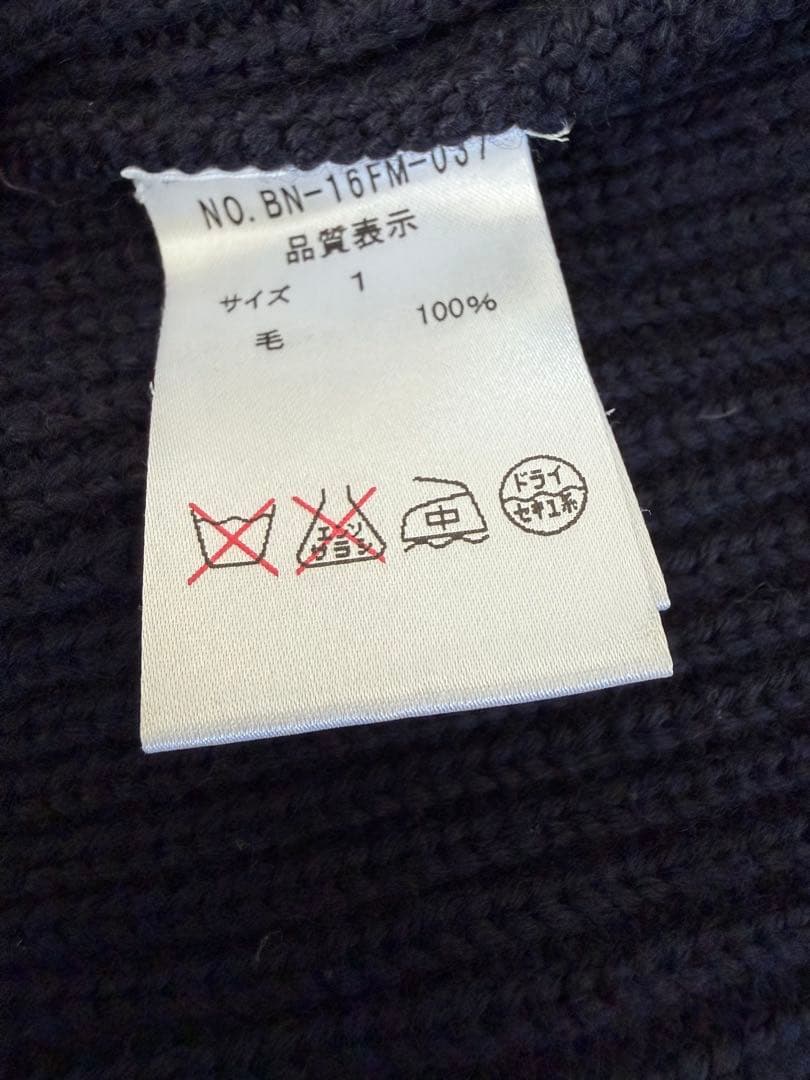 NO.BN-16FM-037
品質表示
サイズ 1
毛 100%
エンソ
サラシ
中
ドライ
セキユ系